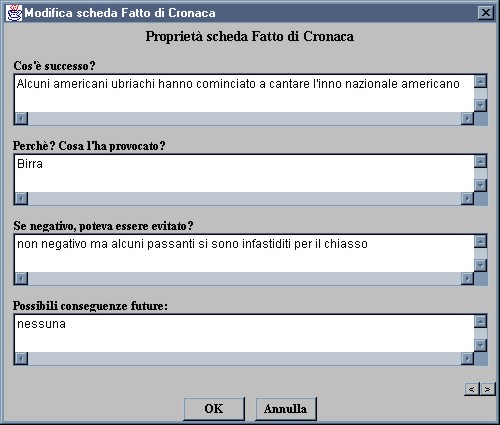 Modifica scheda Fatto di Cronaca
Proprietà scheda Fatto di Cronaca
Cos'è successo?
Alcuni americani ubriachi hanno cominciato a cantare l'inno nazionale americano
Perchè? Cosa l'ha provocato?
Birra
Se negativo, poteva essere evitato?
non negativo ma alcuni passanti si sono infastiditi per il chiasso
Possibili conseguenze future:
nessuna
< >
OK Annulla